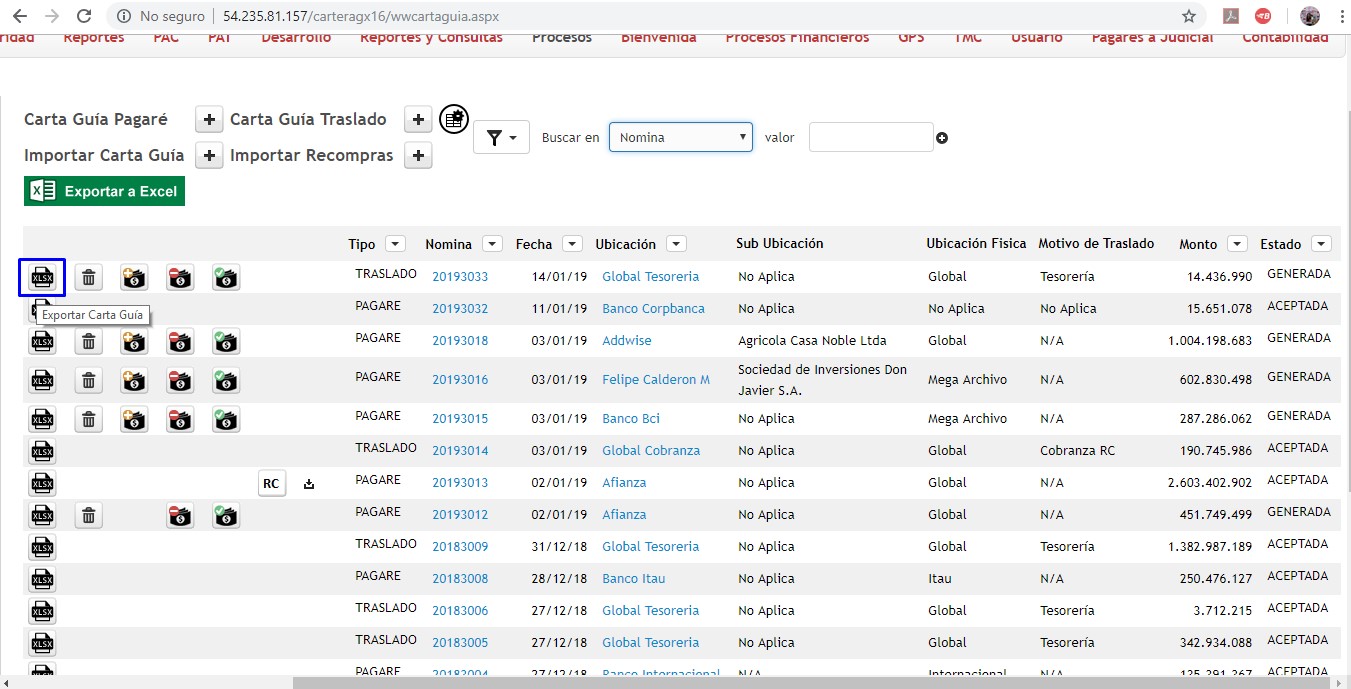 No seguro | 54.235.81.157/carteragx16/wwcartaguia.aspx
ridad Reportes PAC PAT Desarrollo Reportes y Consultas Procesos Bienvenida Procesos Financieros GPS TMC Usuario Pagares a Judicial Contabilidad
Carta Guía Pagaré + Carta Guía Traslado +
Buscar en Nomina valor
Importar Carta Guía + Importar Recompras +
Exportar a Excel
Tipo Nomina Fecha Ubicación Sub Ubicación Ubicación Fisica Motivo de Traslado Monto Estado
XLSX TRASLADO 20193033 14/01/19 Global Tesoreria No Aplica Global Tesorería 14.436.990 GENERADA
PAGARE 20193032 11/01/19 Banco Corpbanca No Aplica No Aplica No Aplica 15.651.078 ACEPTADA
Exportar Carta Guía
XLSX PAGARE 20193018 03/01/19 Addwise Agricola Casa Noble Ltda Global N/A 1.004.198.683 GENERADA
XLSX PAGARE 20193016 03/01/19 Felipe Calderon M Sociedad de Inversiones Don Mega Archivo N/A 602.830.498 GENERADA
Javier S.A.
XLSX PAGARE 20193015 03/01/19 Banco Bci No Aplica Mega Archivo N/A 287.286.062 GENERADA
XLSX TRASLADO 20193014 03/01/19 Global Cobranza No Aplica Global Cobranza RC 190.745.986 ACEPTADA
XLSX RC PAGARE 20193013 02/01/19 Afianza No Aplica Global N/A 2.603.402.902 ACEPTADA
XLSX PAGARE 20193012 02/01/19 Afianza No Aplica Global N/A 451.749.499 GENERADA
XLSX TRASLADO 20183009 31/12/18 Global Tesoreria No Aplica Global Tesorería 1.382.987.189 ACEPTADA
XLSX PAGARE 20183008 28/12/18 Banco Itau No Aplica Itau N/A 250.476.127 ACEPTADA
XLSX TRASLADO 20183006 27/12/18 Global Tesoreria No Aplica Global Tesorería 3.712.215 ACEPTADA
XLSX TRASLADO 20183005 27/12/18 Global Tesoreria No Aplica Global Tesorería 342.934.088 ACEPTADA
PAGARE 20183004 27/12/18 Banco Internacional N/A Internacional N/A 125.291.267 ACEPTADA